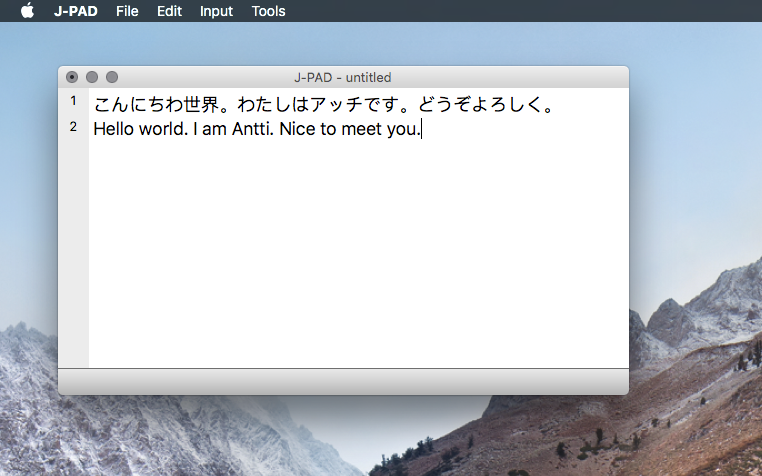 J-PAD File Edit Input Tools
J-PAD - untitled
1 こんにちわ世界。わたしはアッチです。どうぞよろしく。
2 Hello world. I am Antti. Nice to meet you.